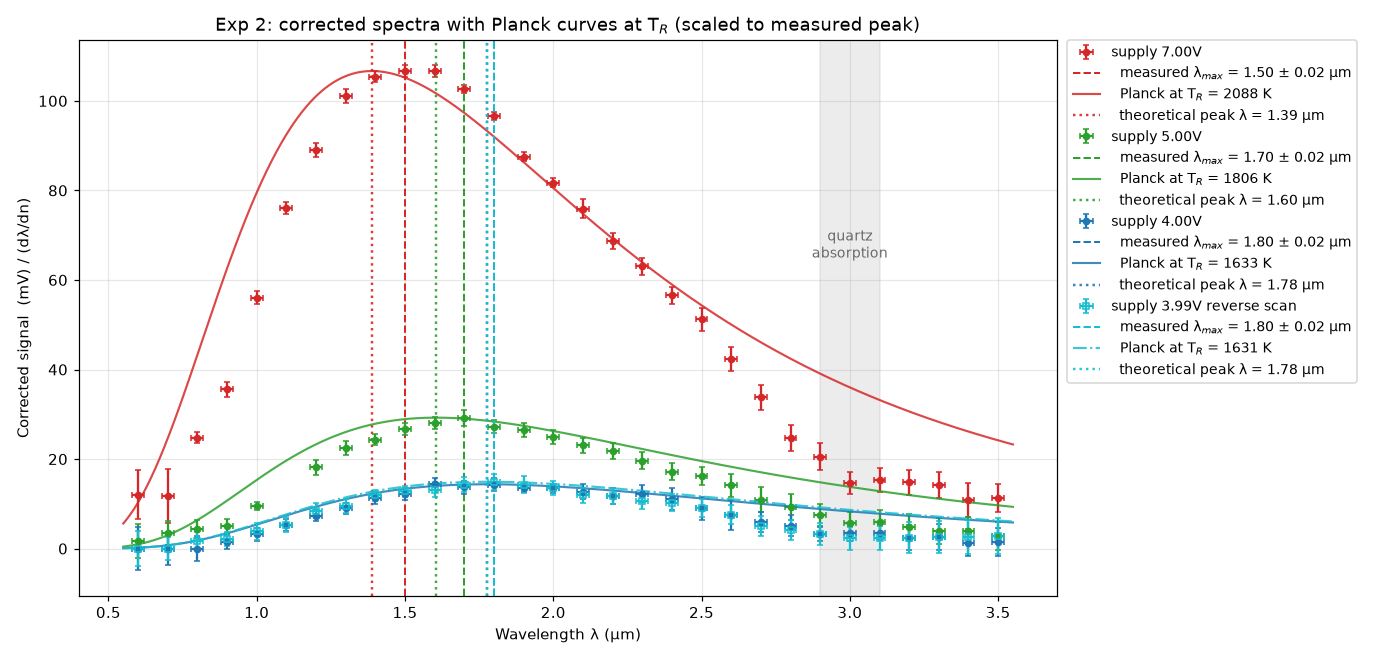 Exp 2: corrected spectra with Planck curves at T_R (scaled to measured peak)
Corrected signal (mV) / (dλ/dn)
100
80
60
40
20
0
quartz
absorption
0.5 1.0 1.5 2.0 2.5 3.0 3.5
Wavelength λ (μm)
supply 7.00V
measured λ_max = 1.50 ± 0.02 μm
Planck at T_R = 2088 K
theoretical peak λ = 1.39 μm
supply 5.00V
measured λ_max = 1.70 ± 0.02 μm
Planck at T_R = 1806 K
theoretical peak λ = 1.60 μm
supply 4.00V
measured λ_max = 1.80 ± 0.02 μm
Planck at T_R = 1633 K
theoretical peak λ = 1.78 μm
supply 3.99V reverse scan
measured λ_max = 1.80 ± 0.02 μm
Planck at T_R = 1631 K
theoretical peak λ = 1.78 μm